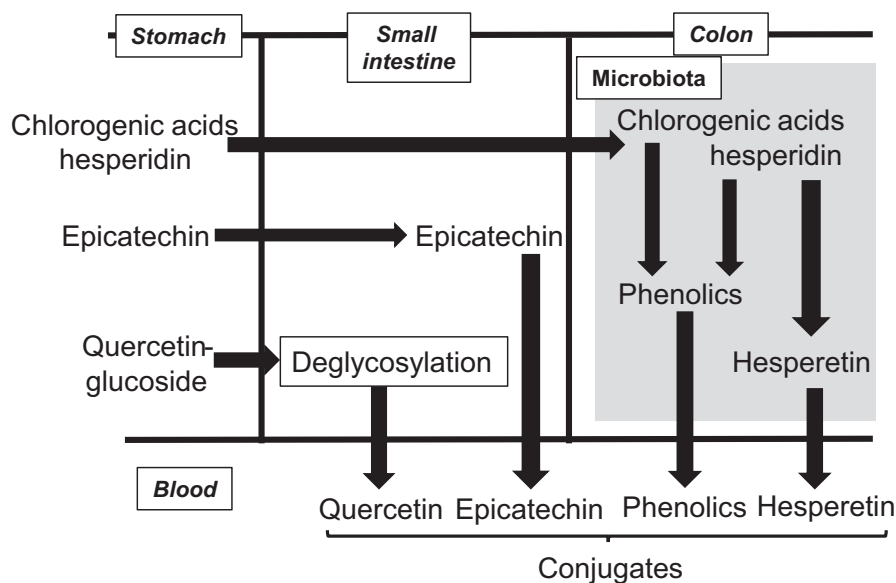 Stomach
Small
intestine
Colon
Microbiota
Chlorogenic acids
hesperidin
Chlorogenic acids
hesperidin
Epicatechin
Epicatechin
Phenolics
Quercetin-
glucoside
Deglycosylation
Hesperetin
Blood
Quercetin
Epicatechin
Phenolics
Hesperetin
Conjugates